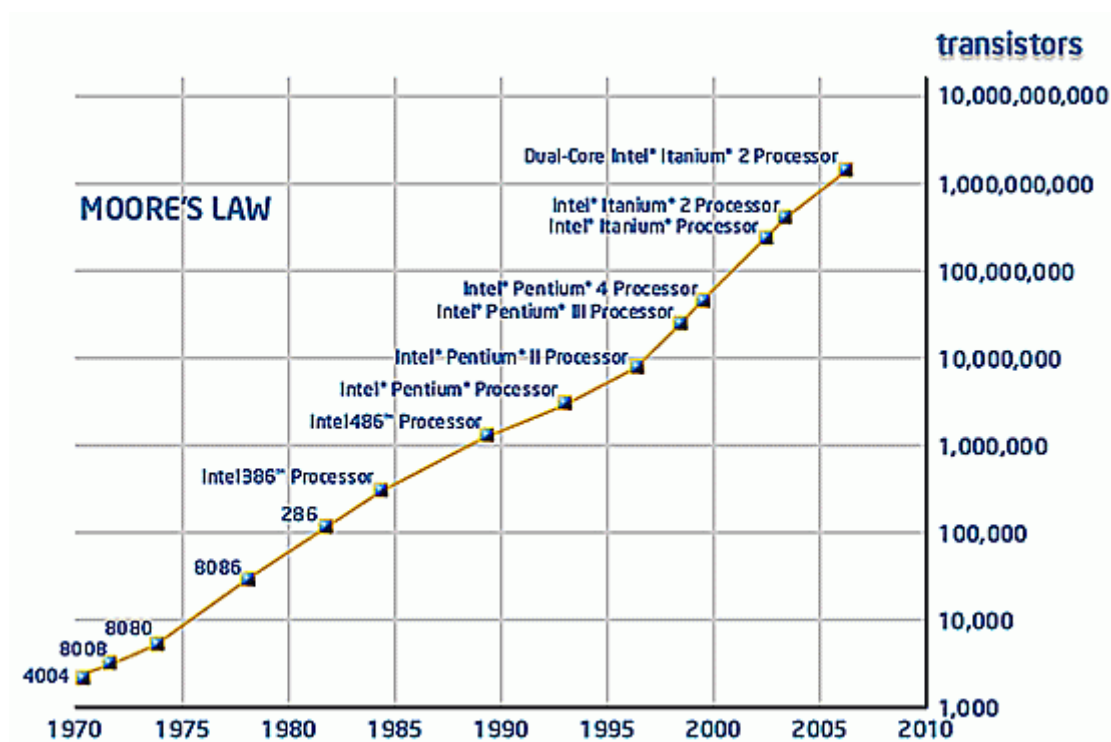 transistors
10,000,000,000
Dual-Core Intel® Itanium® 2 Processor
1,000,000,000
MOORE'S LAW
Intel® Itanium® 2 Processor
Intel® Itanium® Processor
100,000,000
Intel® Pentium® 4 Processor
Intel® Pentium® III Processor
Intel® Pentium® II Processor
10,000,000
Intel® Pentium® Processor
Intel486™ Processor
1,000,000
Intel386™ Processor
286
100,000
8086
8080
10,000
8008
4004
1,000
1970 1975 1980 1985 1990 1995 2000 2005 2010